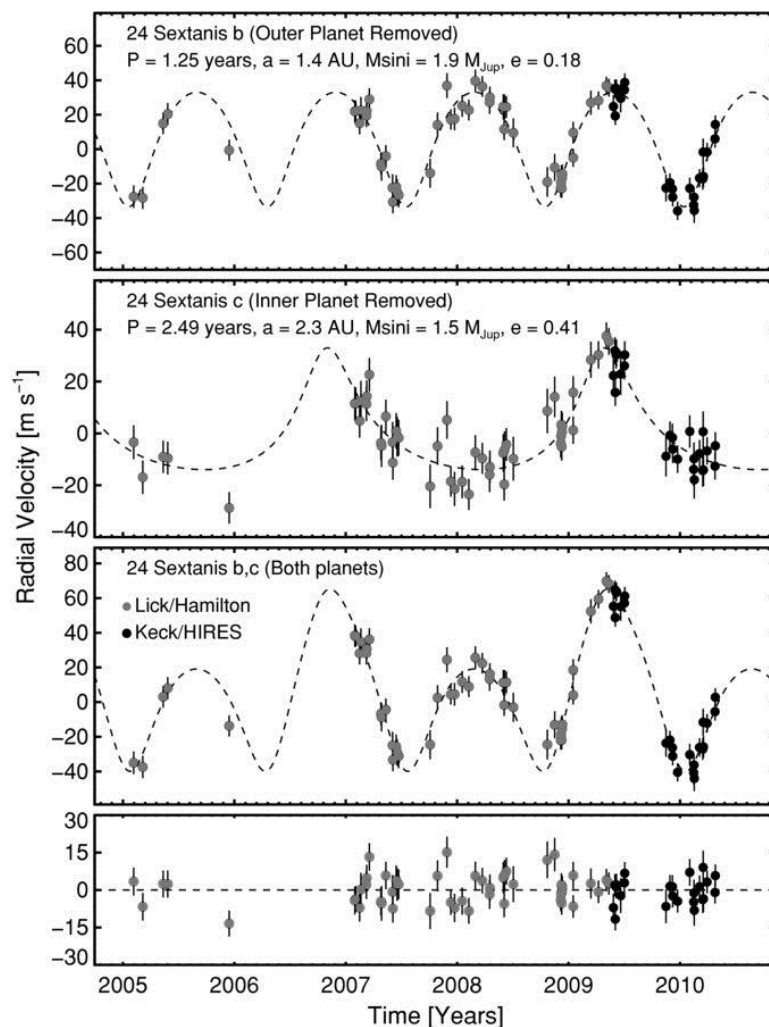 24 Sextanis b (Outer Planet Removed)
P = 1.25 years, a = 1.4 AU, Msini = 1.9 M_Jup, e = 0.18
60
40
20
0
−20
−40
−60
24 Sextanis c (Inner Planet Removed)
P = 2.49 years, a = 2.3 AU, Msini = 1.5 M_Jup, e = 0.41
40
20
0
−20
−40
Radial Velocity [m s⁻¹]
24 Sextanis b,c (Both planets)
Lick/Hamilton
Keck/HIRES
80
60
40
20
0
−20
−40
30
15
0
−15
−30
2005 2006 2007 2008 2009 2010
Time [Years]